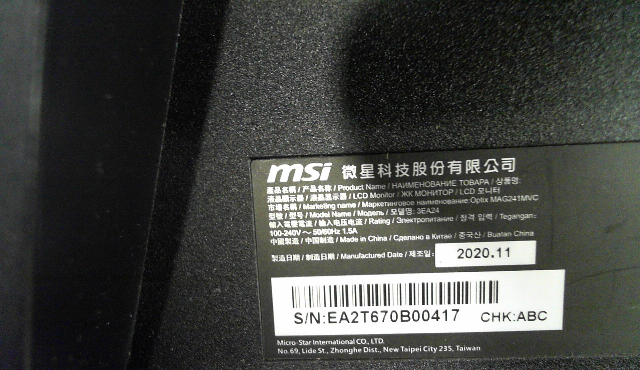 msi 微星科技股份有限公司
產品名稱 / 产品名称 / Product Name / НАИМЕНОВАНИЕ ТОВАРА / 상품명:
液晶顯示器 / 液晶显示器 / LCD Monitor / ЖК МОНИТОР / LCD 모니터
市場名稱 / Marketing name / Маркетинговое наименование: Optix MAG241MVC
型號 / 型号 / Model Name / Модель / 모델명: 3EA24
輸入電壓電流 / 输入电压电流 / Rating / Электропитание / 정격 입력 / Tegangan:
100-240V ~ 50/60Hz 1.5A
中國製造 / 中国制造 / Made in China / Сделано в Китае / 중국산 / Buatan China
製造日期 / 制造日期 / Manufactured Date / 제조일: 2020.11
S/N:EA2T670B00417 CHK:ABC
Micro-Star International CO., LTD.
No.69, Lide St., Zhonghe Dist., New Taipei City 235, Taiwan